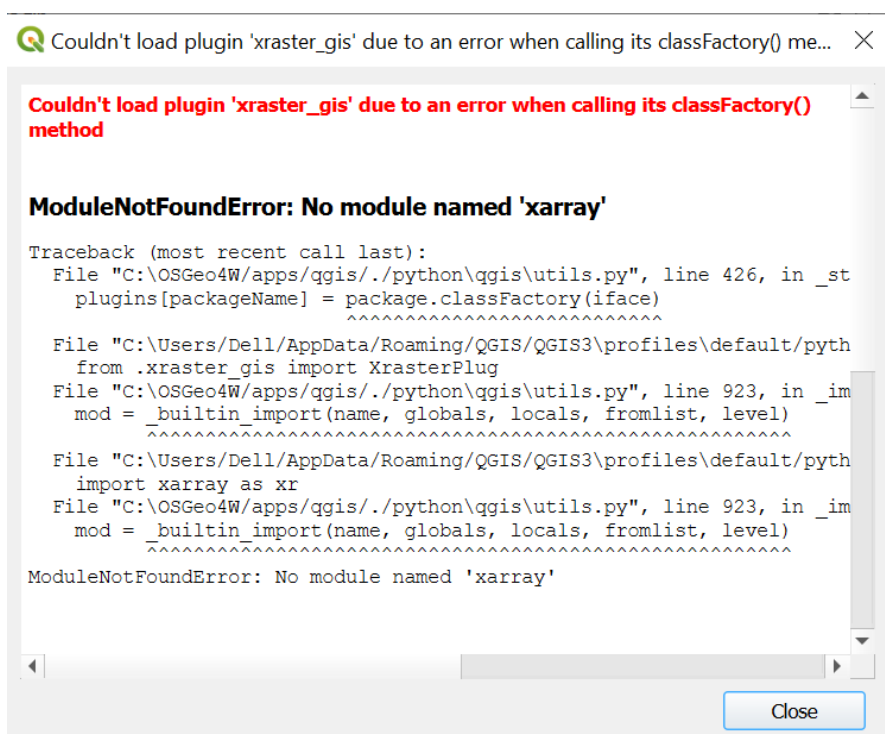 Couldn't load plugin 'xraster_gis' due to an error when calling its classFactory() me...
Couldn't load plugin 'xraster_gis' due to an error when calling its classFactory()
method
ModuleNotFoundError: No module named 'xarray'
Traceback (most recent call last):
  File "C:\OSGeo4W/apps/qgis/./python\qgis\utils.py", line 426, in _st
    plugins[packageName] = package.classFactory(iface)
                           ^^^^^^^^^^^^^^^^^^^^^^^^^^^
  File "C:\Users/Dell/AppData/Roaming/QGIS/QGIS3\profiles\default/pyth
    from .xraster_gis import XrasterPlug
  File "C:\OSGeo4W/apps/qgis/./python\qgis\utils.py", line 923, in _im
    mod = _builtin_import(name, globals, locals, fromlist, level)
          ^^^^^^^^^^^^^^^^^^^^^^^^^^^^^^^^^^^^^^^^^^^^^^^^^^^^^^^
  File "C:\Users/Dell/AppData/Roaming/QGIS/QGIS3\profiles\default/pyth
    import xarray as xr
  File "C:\OSGeo4W/apps/qgis/./python\qgis\utils.py", line 923, in _im
    mod = _builtin_import(name, globals, locals, fromlist, level)
          ^^^^^^^^^^^^^^^^^^^^^^^^^^^^^^^^^^^^^^^^^^^^^^^^^^^^^^^
ModuleNotFoundError: No module named 'xarray'
Close